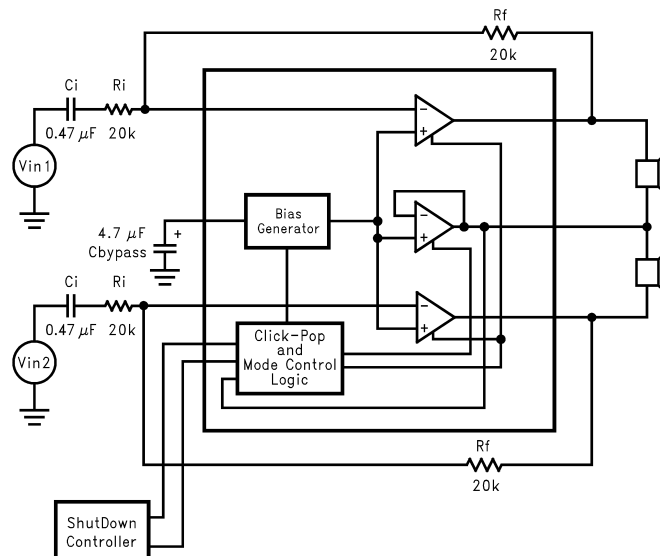 Rf
20k
Ci
Ri
0.47 μF
20k
Vin1
−
+
Bias
Generator
4.7 μF
+
Cbypass
−
+
Ci
Ri
0.47 μF
20k
−
+
Click-Pop
and
Mode Control
Logic
Vin2
Rf
20k
ShutDown
Controller